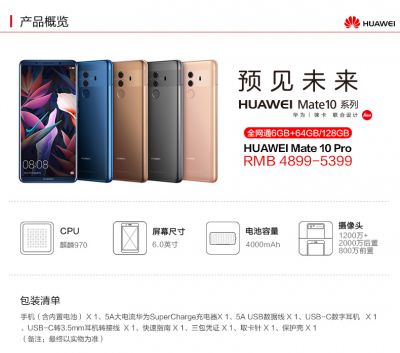 产品概览
HUAWEI
预见未来
HUAWEI Mate10 系列
华为 | 徕卡 联合设计
全网通6GB+64GB/128GB
HUAWEI Mate 10 Pro
RMB 4899-5399
08:08
CPU
麒麟970
屏幕尺寸
6.0英寸
电池容量
4000mAh
摄像头
1200万+
2000万后置
800万前置
包装清单
手机（含内置电池）X 1、5A大电流华为SuperCharge充电器X 1、5A USB数据线 X 1、USB-C数字耳机 X 1
、USB-C转3.5mm耳机转接线 X 1、快速指南 X 1、三包凭证 X 1、取卡针 X 1、保护壳 X 1
（备注；最终以实物为准）